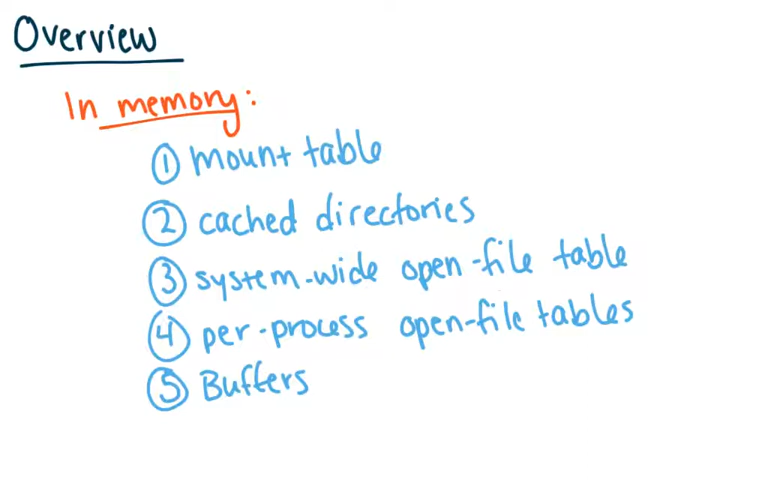 Overview
In memory:
① mount table
② cached directories
③ system-wide open-file table
④ per-process open-file tables
⑤ Buffers